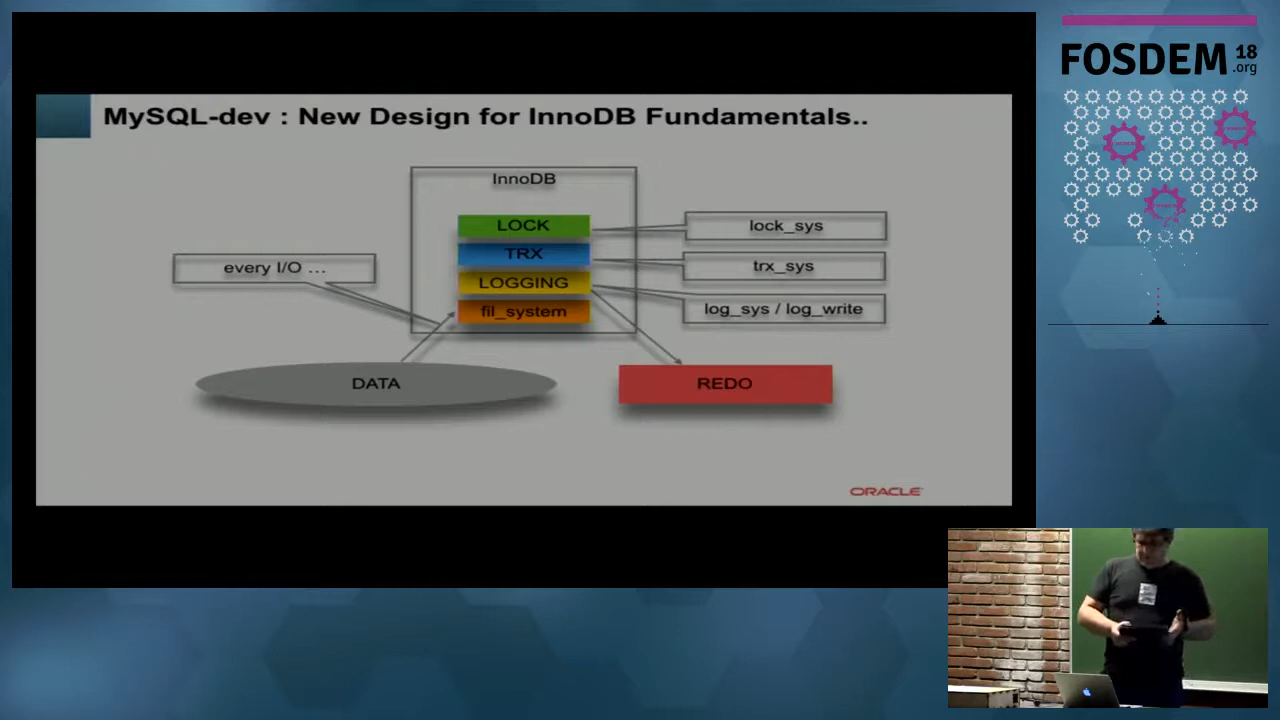 MySQL-dev : New Design for InnoDB Fundamentals..
InnoDB
LOCK
lock_sys
TRX
trx_sys
every I/O ...
LOGGING
log_sys / log_write
fil_system
DATA
REDO
ORACLE
FOSDEM 18
.org